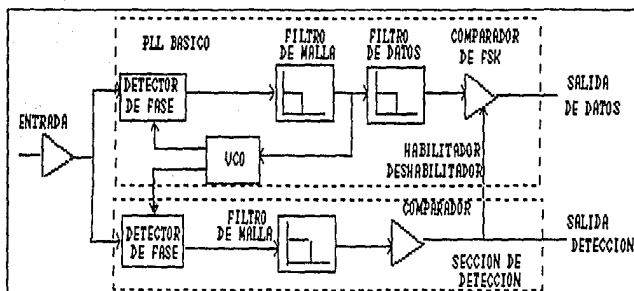 PLL BASICO
FILTRO
DE MALLA
FILTRO
DE DATOS
COMPARADOR
DE FSK
DETECTOR
DE FASE
SALIDA
DE DATOS
ENTRADA
VCO
HABILITADOR
DESHABILITADOR
DETECTOR
DE FASE
FILTRO
DE MALLA
COMPARADOR
SALIDA
DETECCION
SECCION DE
DETECCION